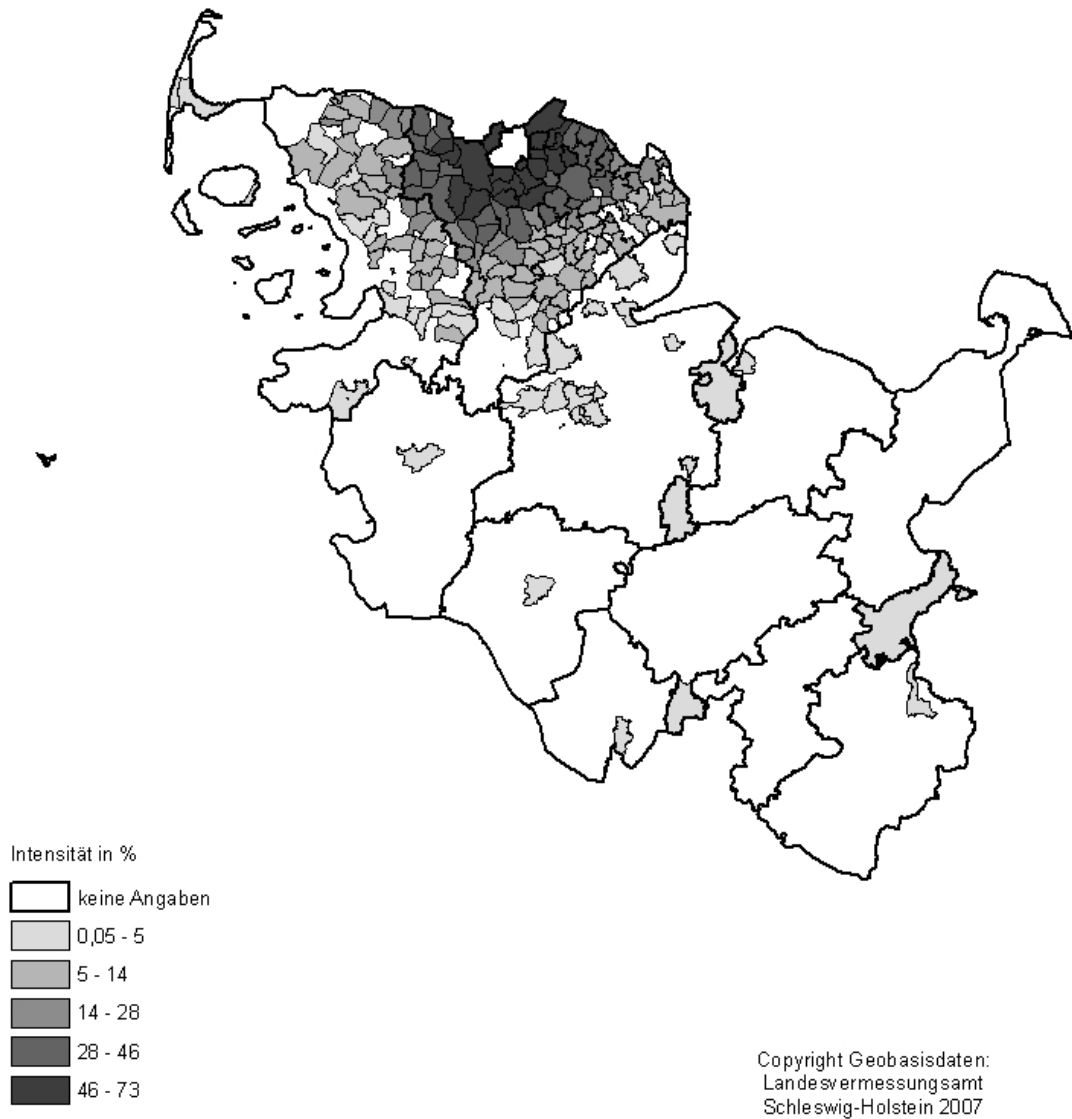 Intensität in %
keine Angaben
0,05 - 5
5 - 14
14 - 28
28 - 46
46 - 73
Copyright Geobasisdaten:
Landesvermessungsamt
Schleswig-Holstein 2007